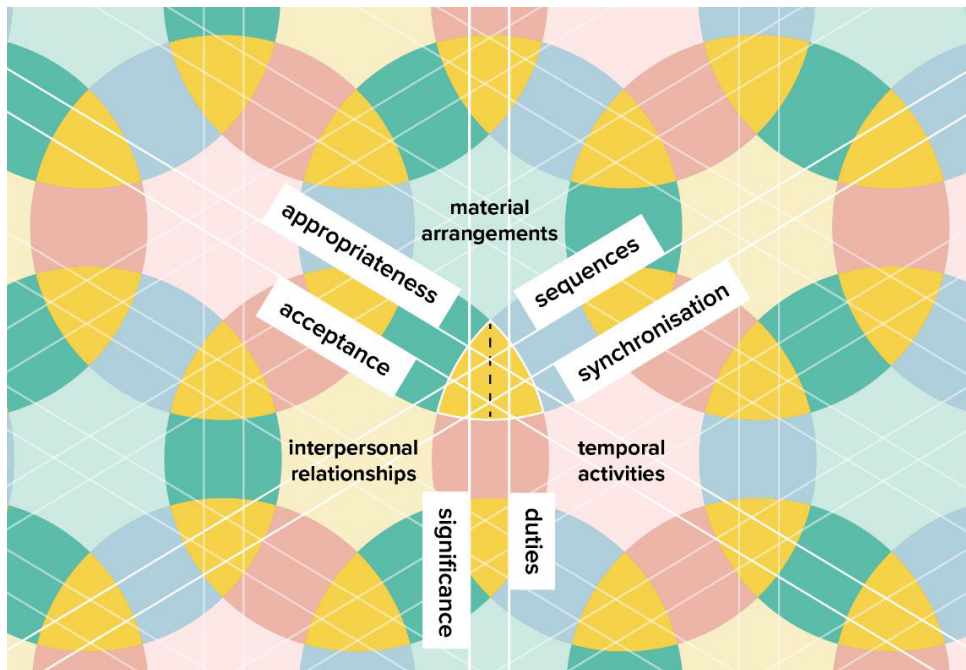 material
arrangements
appropriateness
acceptance
sequences
synchronisation
interpersonal
relationships
temporal
activities
significance
duties